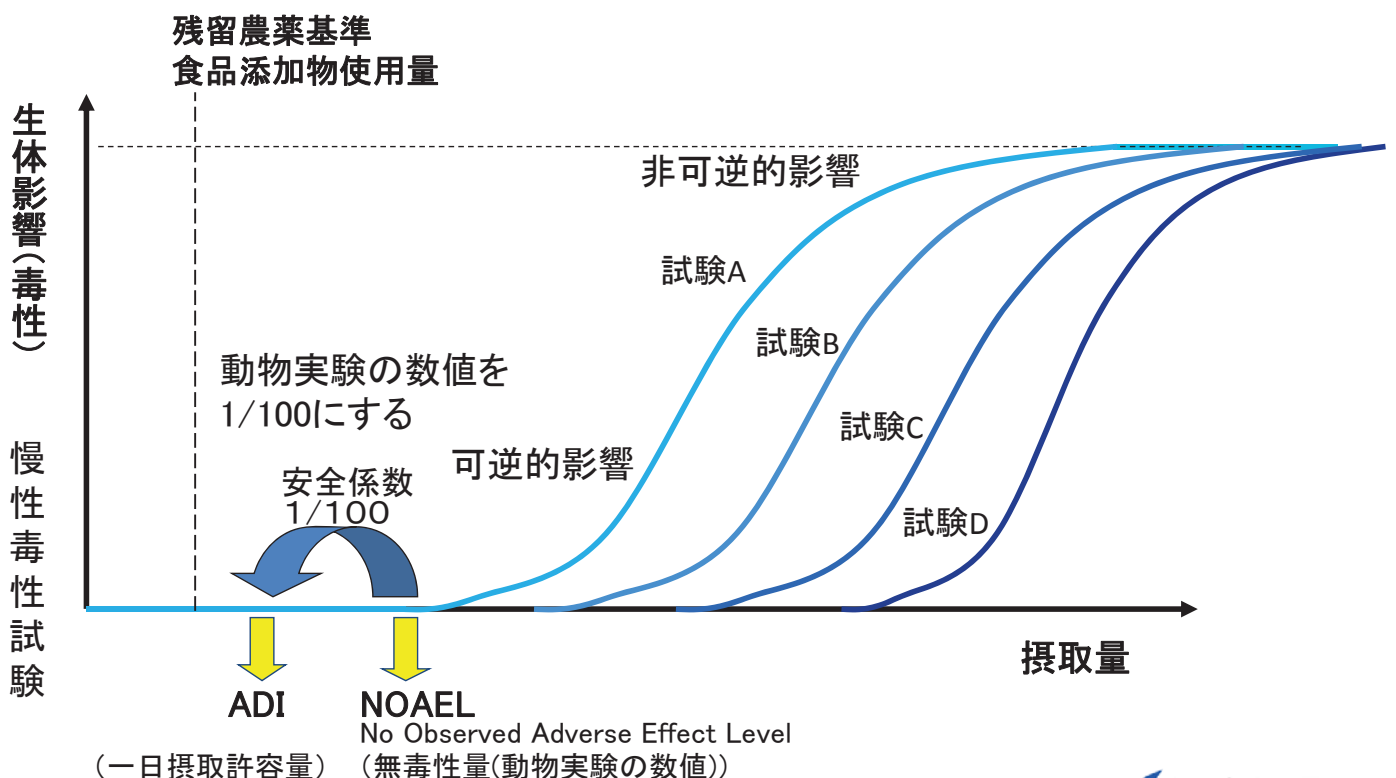 残留農薬基準
食品添加物使用量
生体影響(毒性)
慢性毒性試験
非可逆的影響
試験A
試験B
動物実験の数値を
1/100にする
試験C
可逆的影響
安全係数
1/100
試験D
摂取量
ADI
NOAEL
No Observed Adverse Effect Level
(一日摂取許容量)
(無毒性量(動物実験の数値))